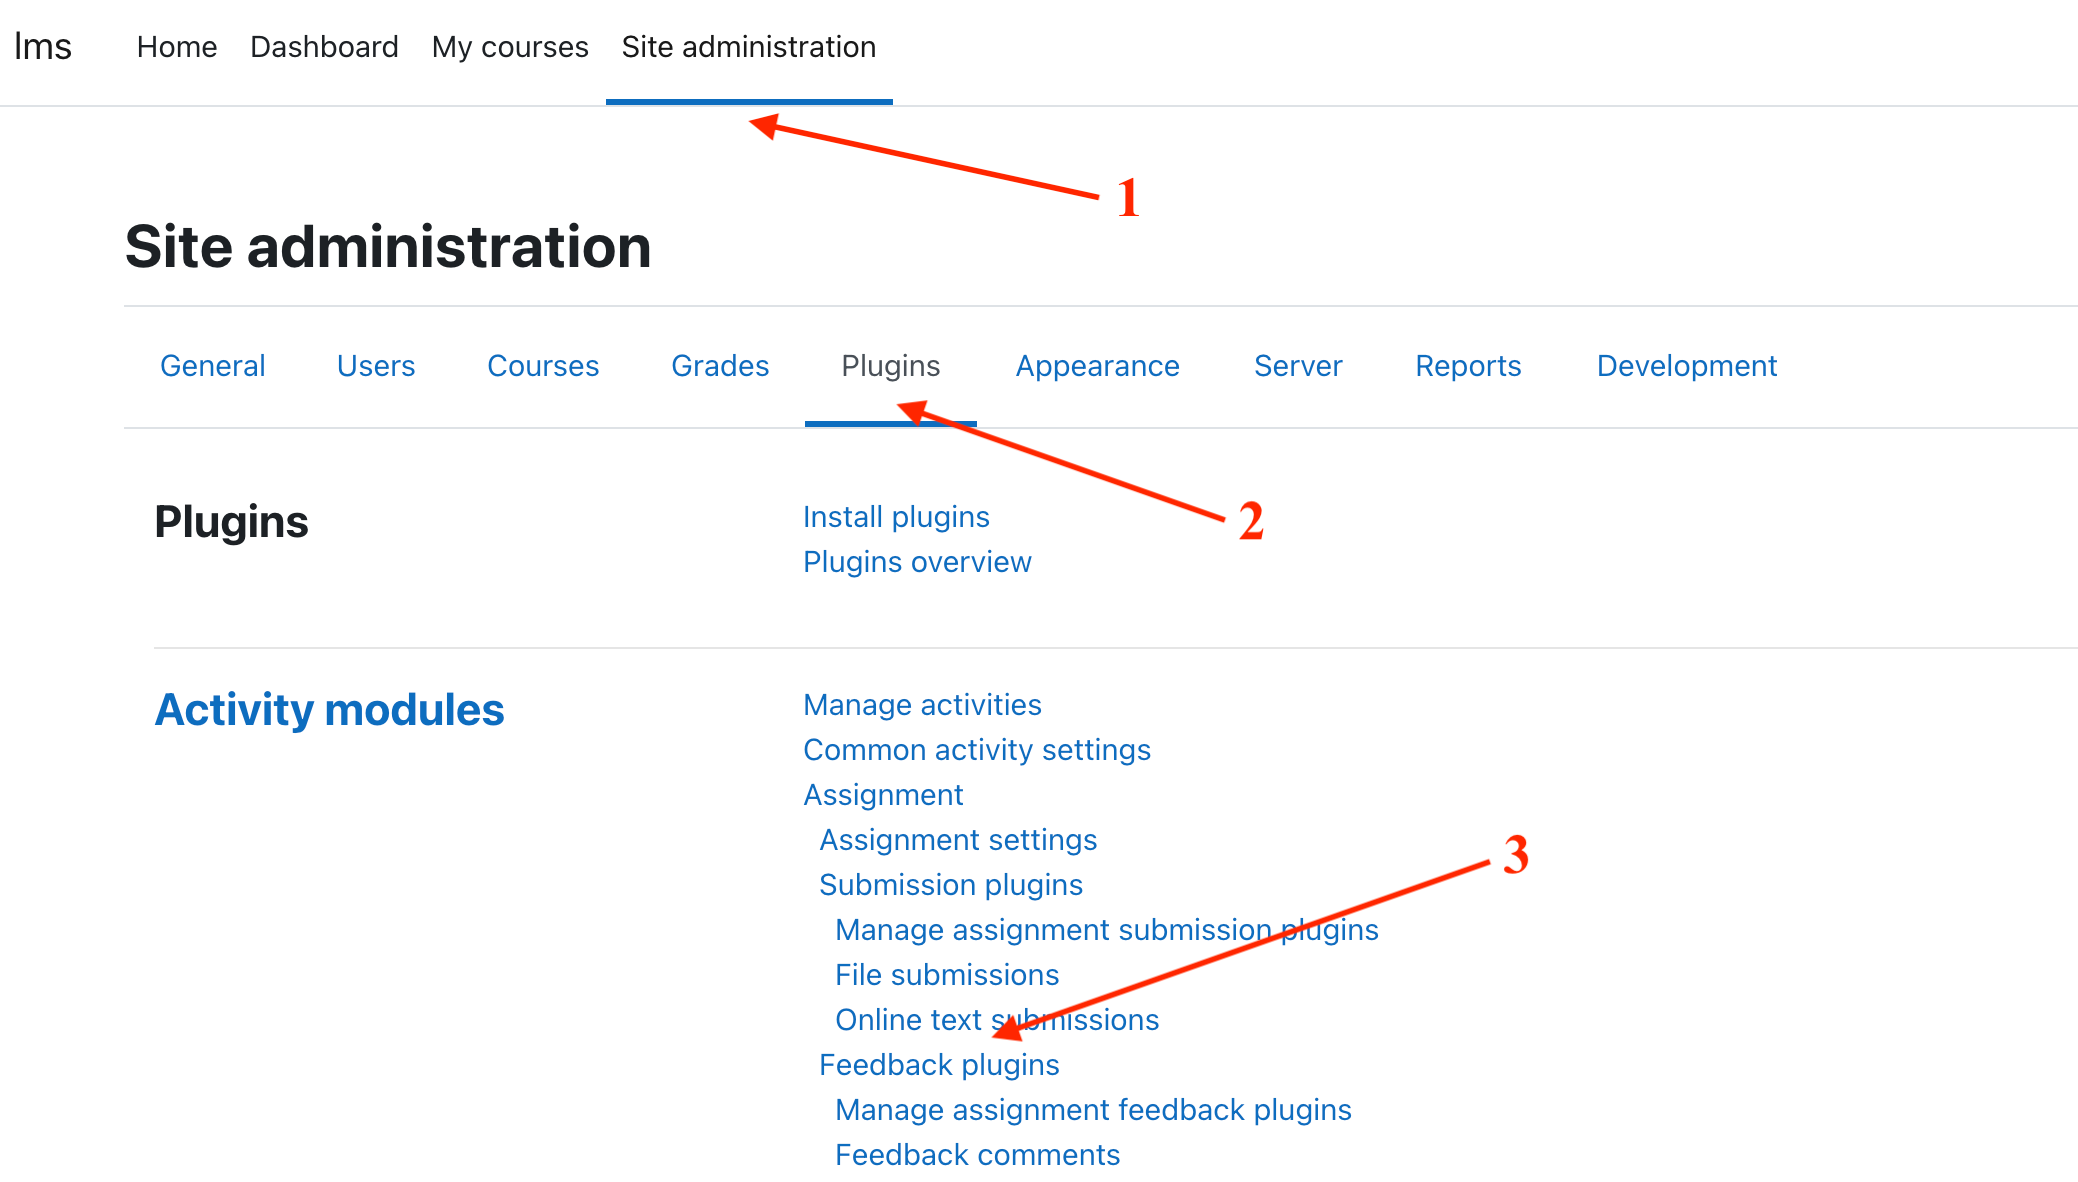 lms Home Dashboard My courses Site administration
1
Site administration
General Users Courses Grades Plugins Appearance Server Reports Development
Plugins Install plugins 2
Plugins overview
Activity modules Manage activities
Common activity settings
Assignment
Assignment settings
3
Submission plugins
Manage assignment submission plugins
File submissions
Online text submissions
Feedback plugins
Manage assignment feedback plugins
Feedback comments